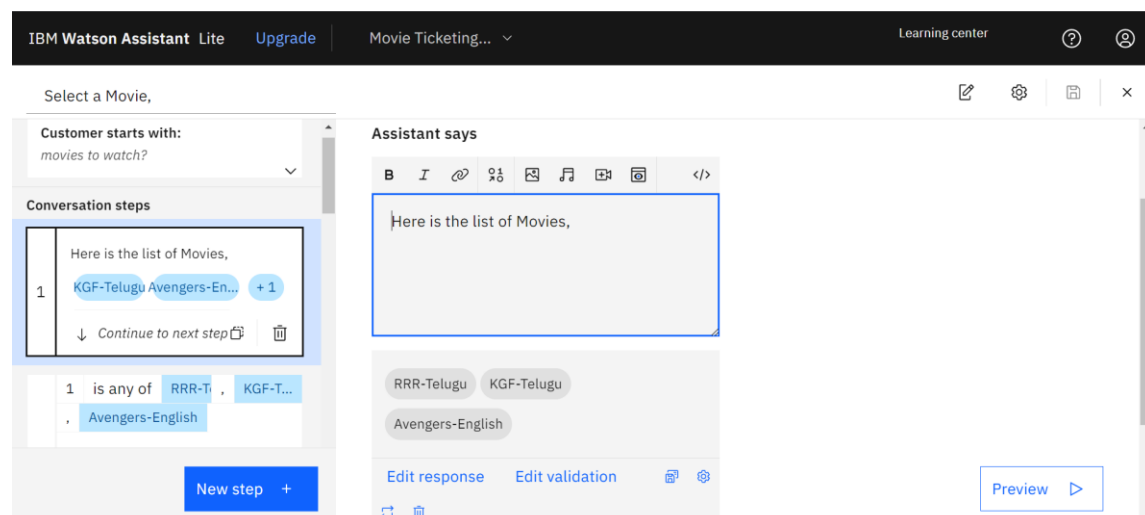 IBM Watson Assistant Lite Upgrade Movie Ticketing... Learning center
Select a Movie,
Customer starts with:
movies to watch?
Conversation steps
1
Here is the list of Movies,
KGF-Telugu Avengers-En... + 1
Continue to next step
1 is any of RRR-Te , KGF-T...
, Avengers-English
New step +
Assistant says
B I </>
Here is the list of Movies,
RRR-Telugu KGF-Telugu
Avengers-English
Edit response Edit validation
Preview